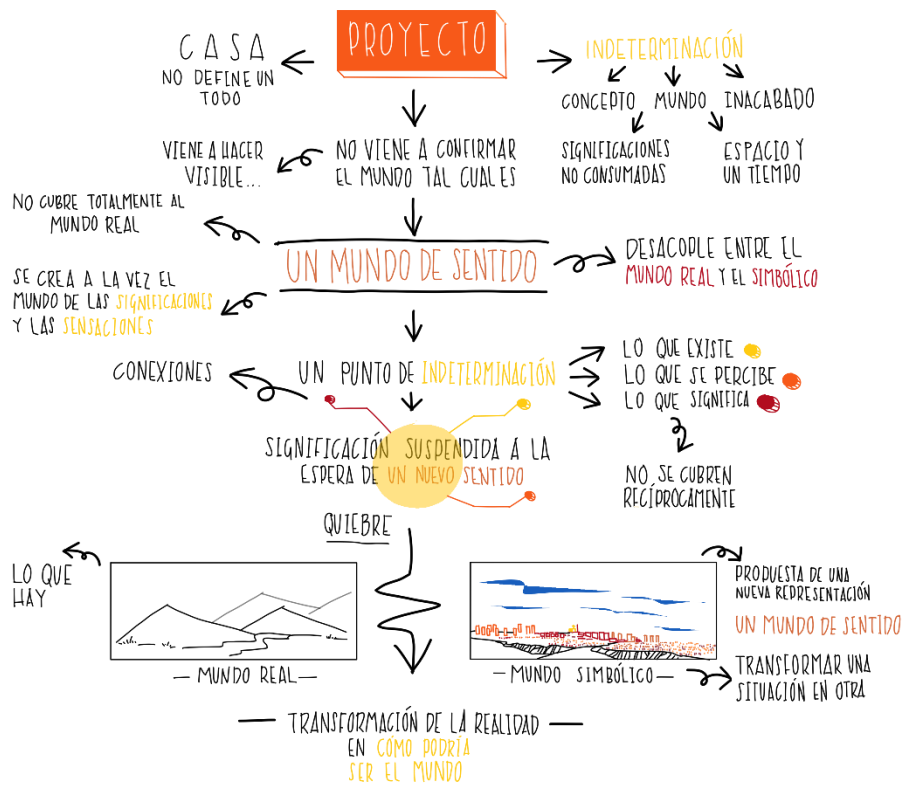 PROYECTO
CASA
NO DEFINE UN
TODO
INDETERMINACIÓN
CONCEPTO
MUNDO
INACABADO
SIGNIFICACIONES
NO CONSUMADAS
ESPACIO Y
UN TIEMPO
VIENE A HACER
VISIBLE...
NO VIENE A CONFIRMAR
EL MUNDO TAL CUAL ES
NO CUBRE TOTALMENTE AL
MUNDO REAL
UN MUNDO DE SENTIDO
DESACOPLE ENTRE EL
MUNDO REAL Y EL SIMBÓLICO
SE CREA A LA VEZ EL
MUNDO DE LAS SIGNIFICACIONES
Y LAS SENSACIONES
CONEXIONES
UN PUNTO DE INDETERMINACIÓN
LO QUE EXISTE
LO QUE SE PERCIBE
LO QUE SIGNIFICA
NO SE CUBREN
RECÍPROCAMENTE
SIGNIFICACIÓN SUSPENDIDA A LA
ESPERA DE UN NUEVO SENTIDO
QUIEBRE
LO QUE
HAY
— MUNDO REAL —
— MUNDO SIMBÓLICO —
PROPUESTA DE UNA
NUEVA REPRESENTACIÓN
UN MUNDO DE SENTIDO
TRANSFORMAR UNA
SITUACIÓN EN OTRA
— TRANSFORMACIÓN DE LA REALIDAD —
EN CÓMO PODRÍA
SER EL MUNDO